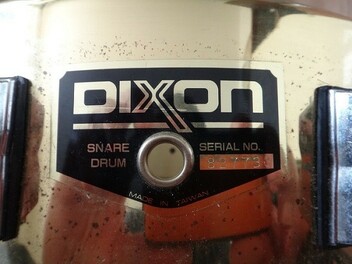 DIXON
SNARE DRUM
SERIAL NO.
MADE IN TAIWAN